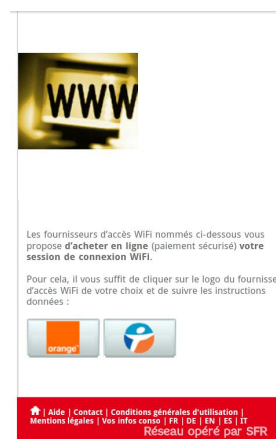 WWW
Les fournisseurs d'accès WiFi nommés ci-dessous vous
propose d'acheter en ligne (paiement sécurisé) votre
session de connexion WiFi.
Pour cela, il vous suffit de cliquer sur le logo du fournisse
d'accès WiFi de votre choix et de suivre les instructions
données :
orange
| Aide | Contact | Conditions générales d'utilisation |
Mentions légales | Vos infos conso | FR | DE | EN | ES | IT
Réseau opéré par SFR